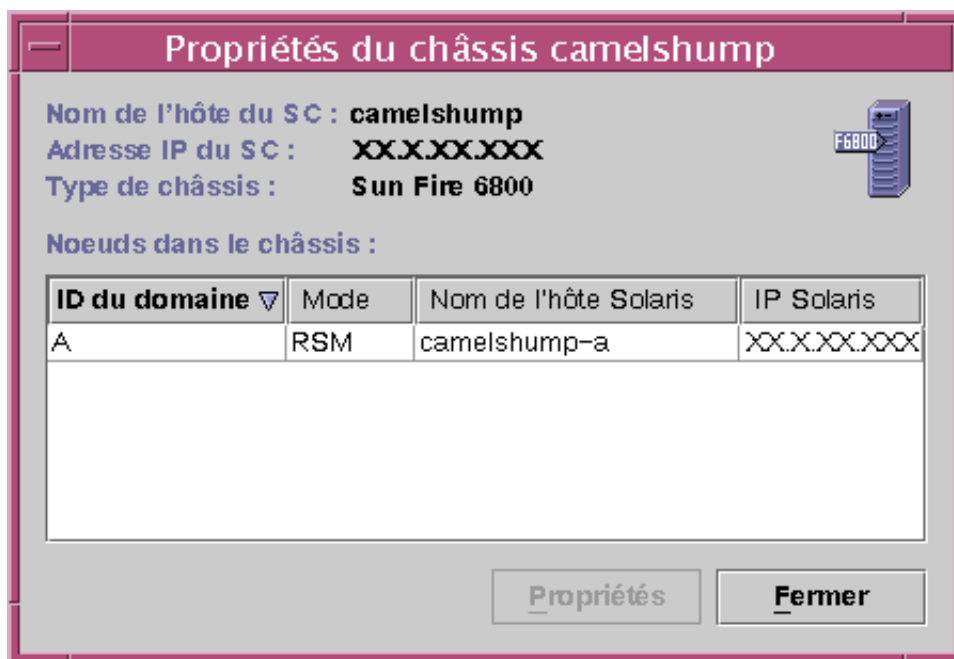 Propriétés du châssis camelshump
Nom de l'hôte du SC : camelshump
Adresse IP du SC : XX.X.XX.XXX
Type de châssis : Sun Fire 6800
F6800
Noeuds dans le châssis :
ID du domaine Mode Nom de l'hôte Solaris IP Solaris
A RSM camelshump-a XX.X.XX.XXX
Propriétés Fermer